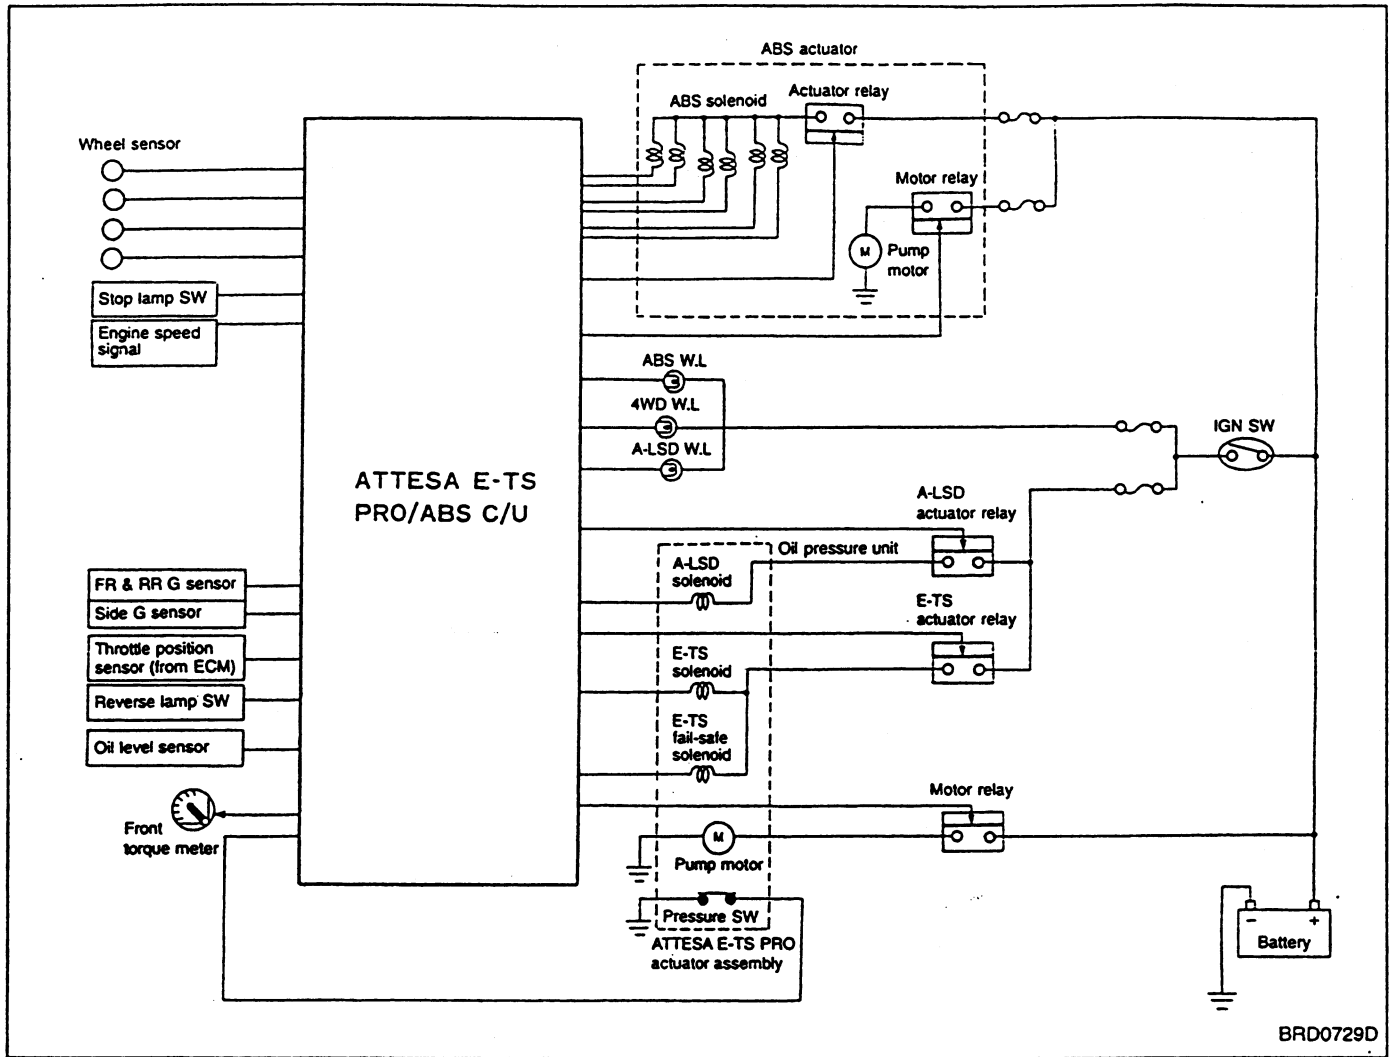 ABS actuator
ABS solenoid
Actuator relay
Wheel sensor
Motor relay
M
Pump
motor
Stop lamp SW
Engine speed
signal
ABS W.L
4WD W.L
A-LSD W.L
IGN SW
ATTESA E-TS
PRO/ABS C/U
A-LSD
actuator relay
Oil pressure unit
A-LSD
solenoid
E-TS
actuator relay
FR & RR G sensor
Side G sensor
Throttle position
sensor (from ECM)
Reverse lamp SW
Oil level sensor
E-TS
solenoid
E-TS
fail-safe
solenoid
Motor relay
Front
torque meter
M
Pump motor
Pressure SW
ATTESA E-TS PRO
actuator assembly
- +
Battery
BRD0729D